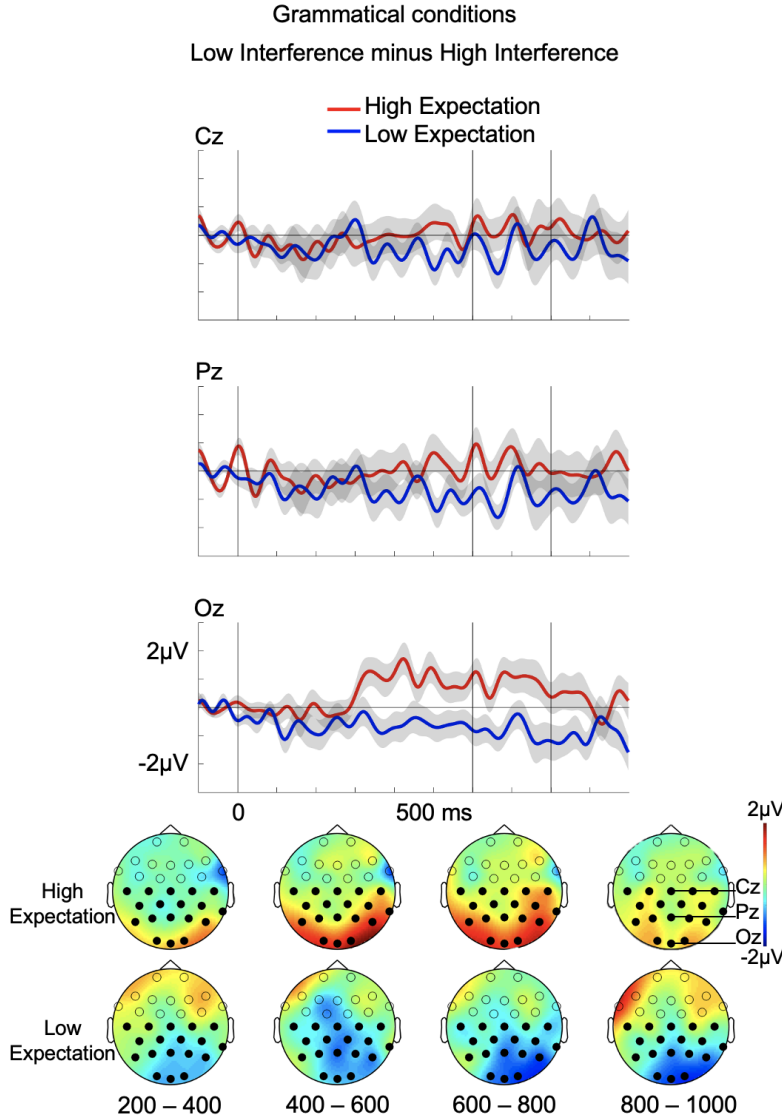 Grammatical conditions
Low Interference minus High Interference
High Expectation
Low Expectation
Cz
Pz
Oz
2μV
-2μV
0 500 ms
2μV
High
Expectation
Cz
Pz
Oz
-2μV
Low
Expectation
200 – 400 400 – 600 600 – 800 800 – 1000